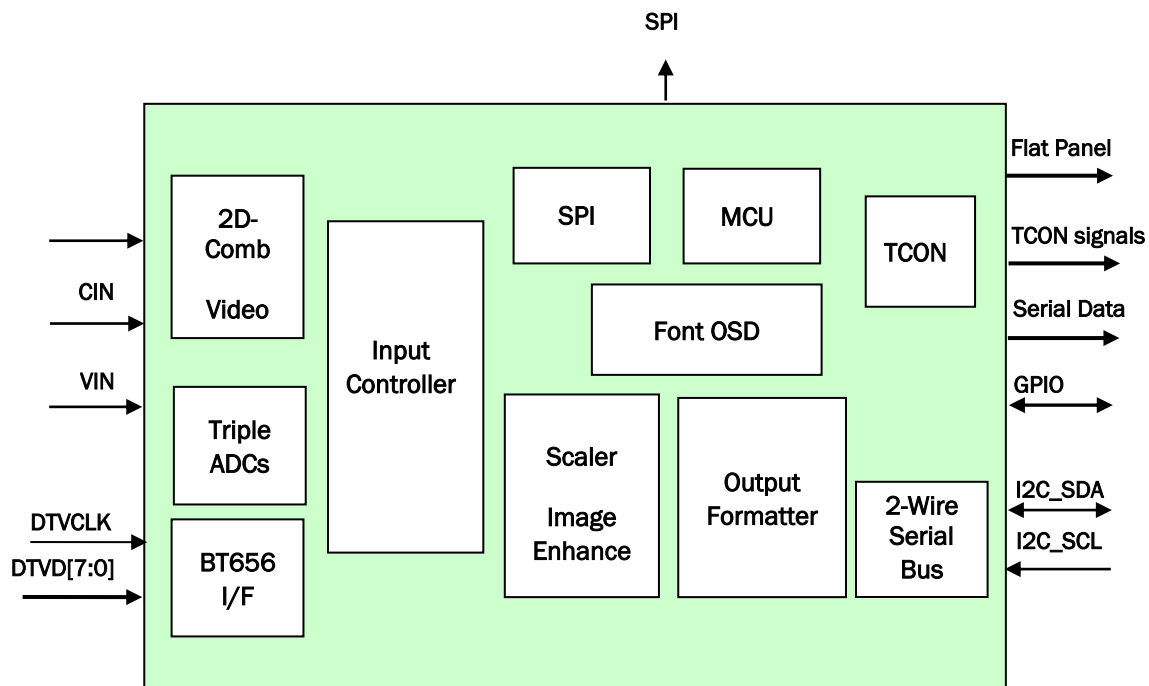 SPI
Flat Panel
2D-
Comb
Video
SPI
MCU
TCON
TCON signals
CIN
Serial Data
Font OSD
Input
Controller
VIN
GPIO
Triple
ADCs
Scaler
Image
Enhance
Output
Formatter
2-Wire
Serial
Bus
I2C_SDA
I2C_SCL
DTVCLK
DTVD[7:0]
BT656
I/F